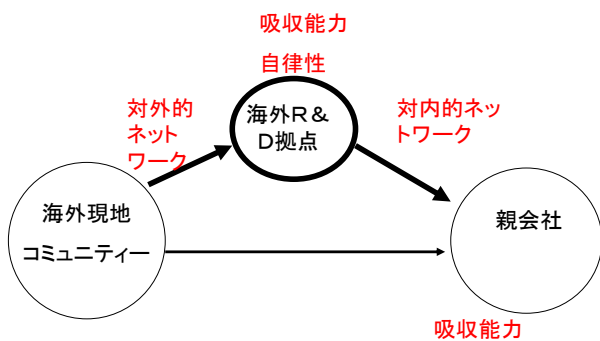 吸収能力
自律性
対外的
ネット
ワーク
海外R&
D拠点
対内的ネッ
トワーク
海外現地
コミュニティー
親会社
吸収能力